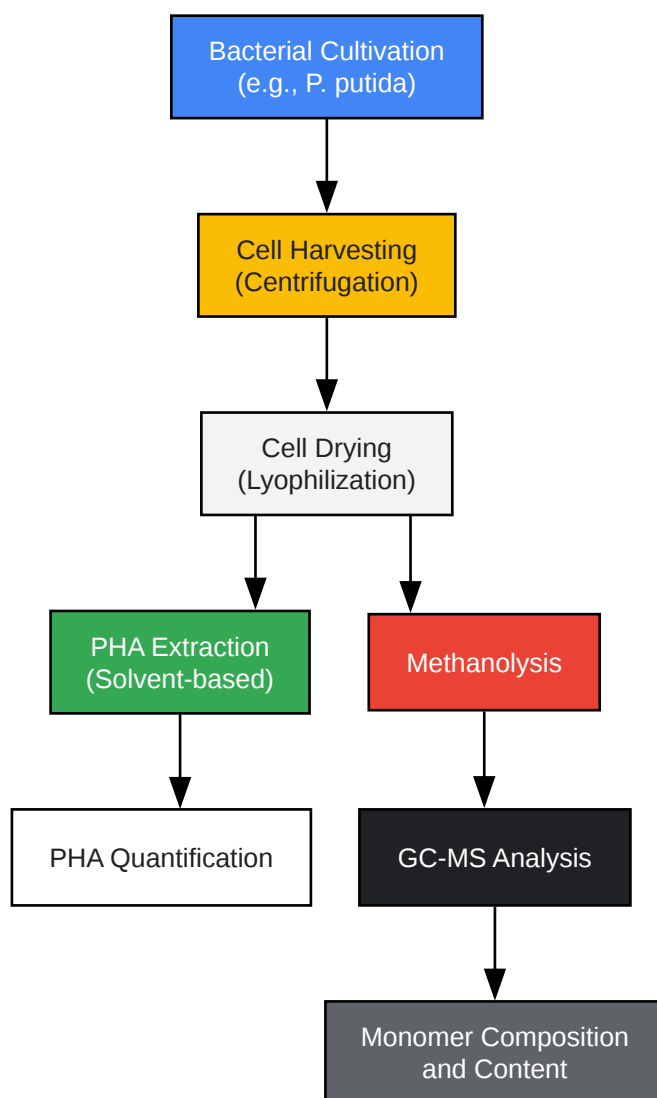 Bacterial Cultivation
(e.g., P. putida)
Cell Harvesting
(Centrifugation)
Cell Drying
(Lyophilization)
PHA Extraction
(Solvent-based)
Methanolysis
PHA Quantification
GC-MS Analysis
Monomer Composition
and Content